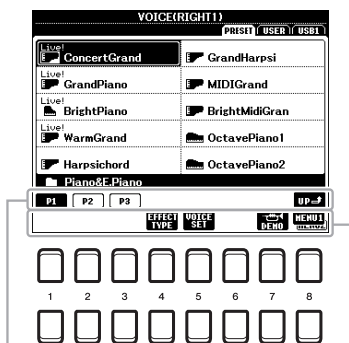 VOICE(RIGHT1)
PRESET USER USB1
Live! ConcertGrand GrandHarpsi
Live! GrandPiano MIDIGrand
Live! BrightPiano BrightMidiGran
Live! WarmGrand OctavePiano1
Harpsichord OctavePiano2
Piano&E.Piano
P1 P2 P3 UP
EFFECT TYPE VOICE SET DEMO MENU1
MENU2
1 2 3 4 5 6 7 8